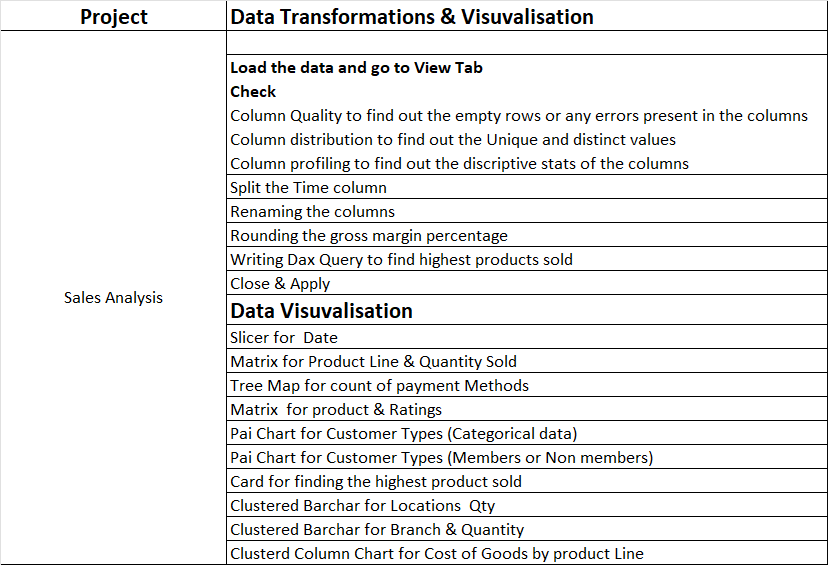 Project
Data Transformations & Visuvalisation
Load the data and go to View Tab
Check
Column Quality to find out the empty rows or any errors present in the columns
Column distribution to find out the Unique and distinct values
Column profiling to find out the discriptive stats of the columns
Split the Time column
Renaming the columns
Rounding the gross margin percentage
Writing Dax Query to find highest products sold
Close & Apply
Sales Analysis
Data Visuvalisation
Slicer for  Date
Matrix for Product Line & Quantity Sold
Tree Map for count of payment Methods
Matrix  for product & Ratings
Pai Chart for Customer Types (Categorical data)
Pai Chart for Customer Types (Members or Non members)
Card for finding the highest product sold
Clustered Barchar for Locations  Qty
Clustered Barchar for Branch & Quantity
Clusterd Column Chart for Cost of Goods by product Line